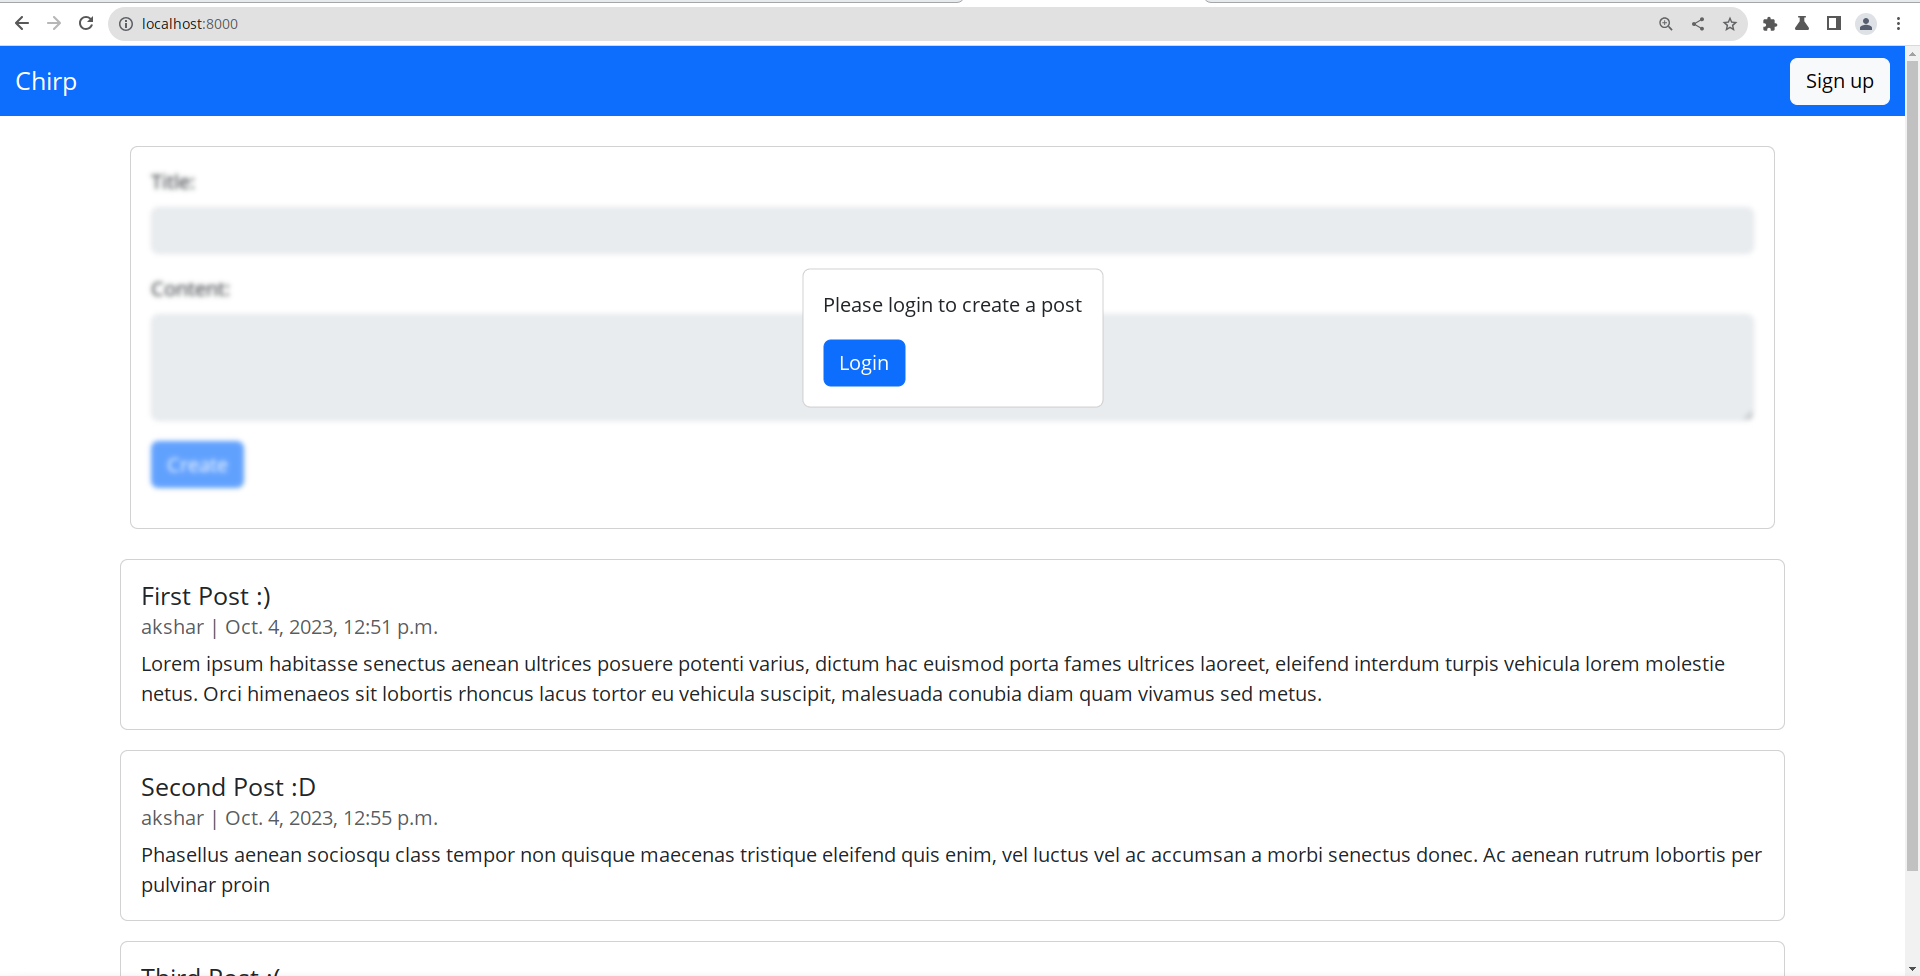 localhost:8000
Chirp
Sign up
Title:
Content:
Please login to create a post
Login
Create
First Post :)
akshar | Oct. 4, 2023, 12:51 p.m.
Lorem ipsum habitasse senectus aenean ultrices posuere potenti varius, dictum hac euismod porta fames ultrices laoreet, eleifend interdum turpis vehicula lorem molestie
netus. Orci himenaeos sit lobortis rhoncus lacus tortor eu vehicula suscipit, malesuada conubia diam quam vivamus sed metus.
Second Post :D
akshar | Oct. 4, 2023, 12:55 p.m.
Phasellus aenean sociosqu class tempor non quisque maecenas tristique eleifend quis enim, vel luctus vel ac accumsan a morbi senectus donec. Ac aenean rutrum lobortis per
pulvinar proin
Third Post :(